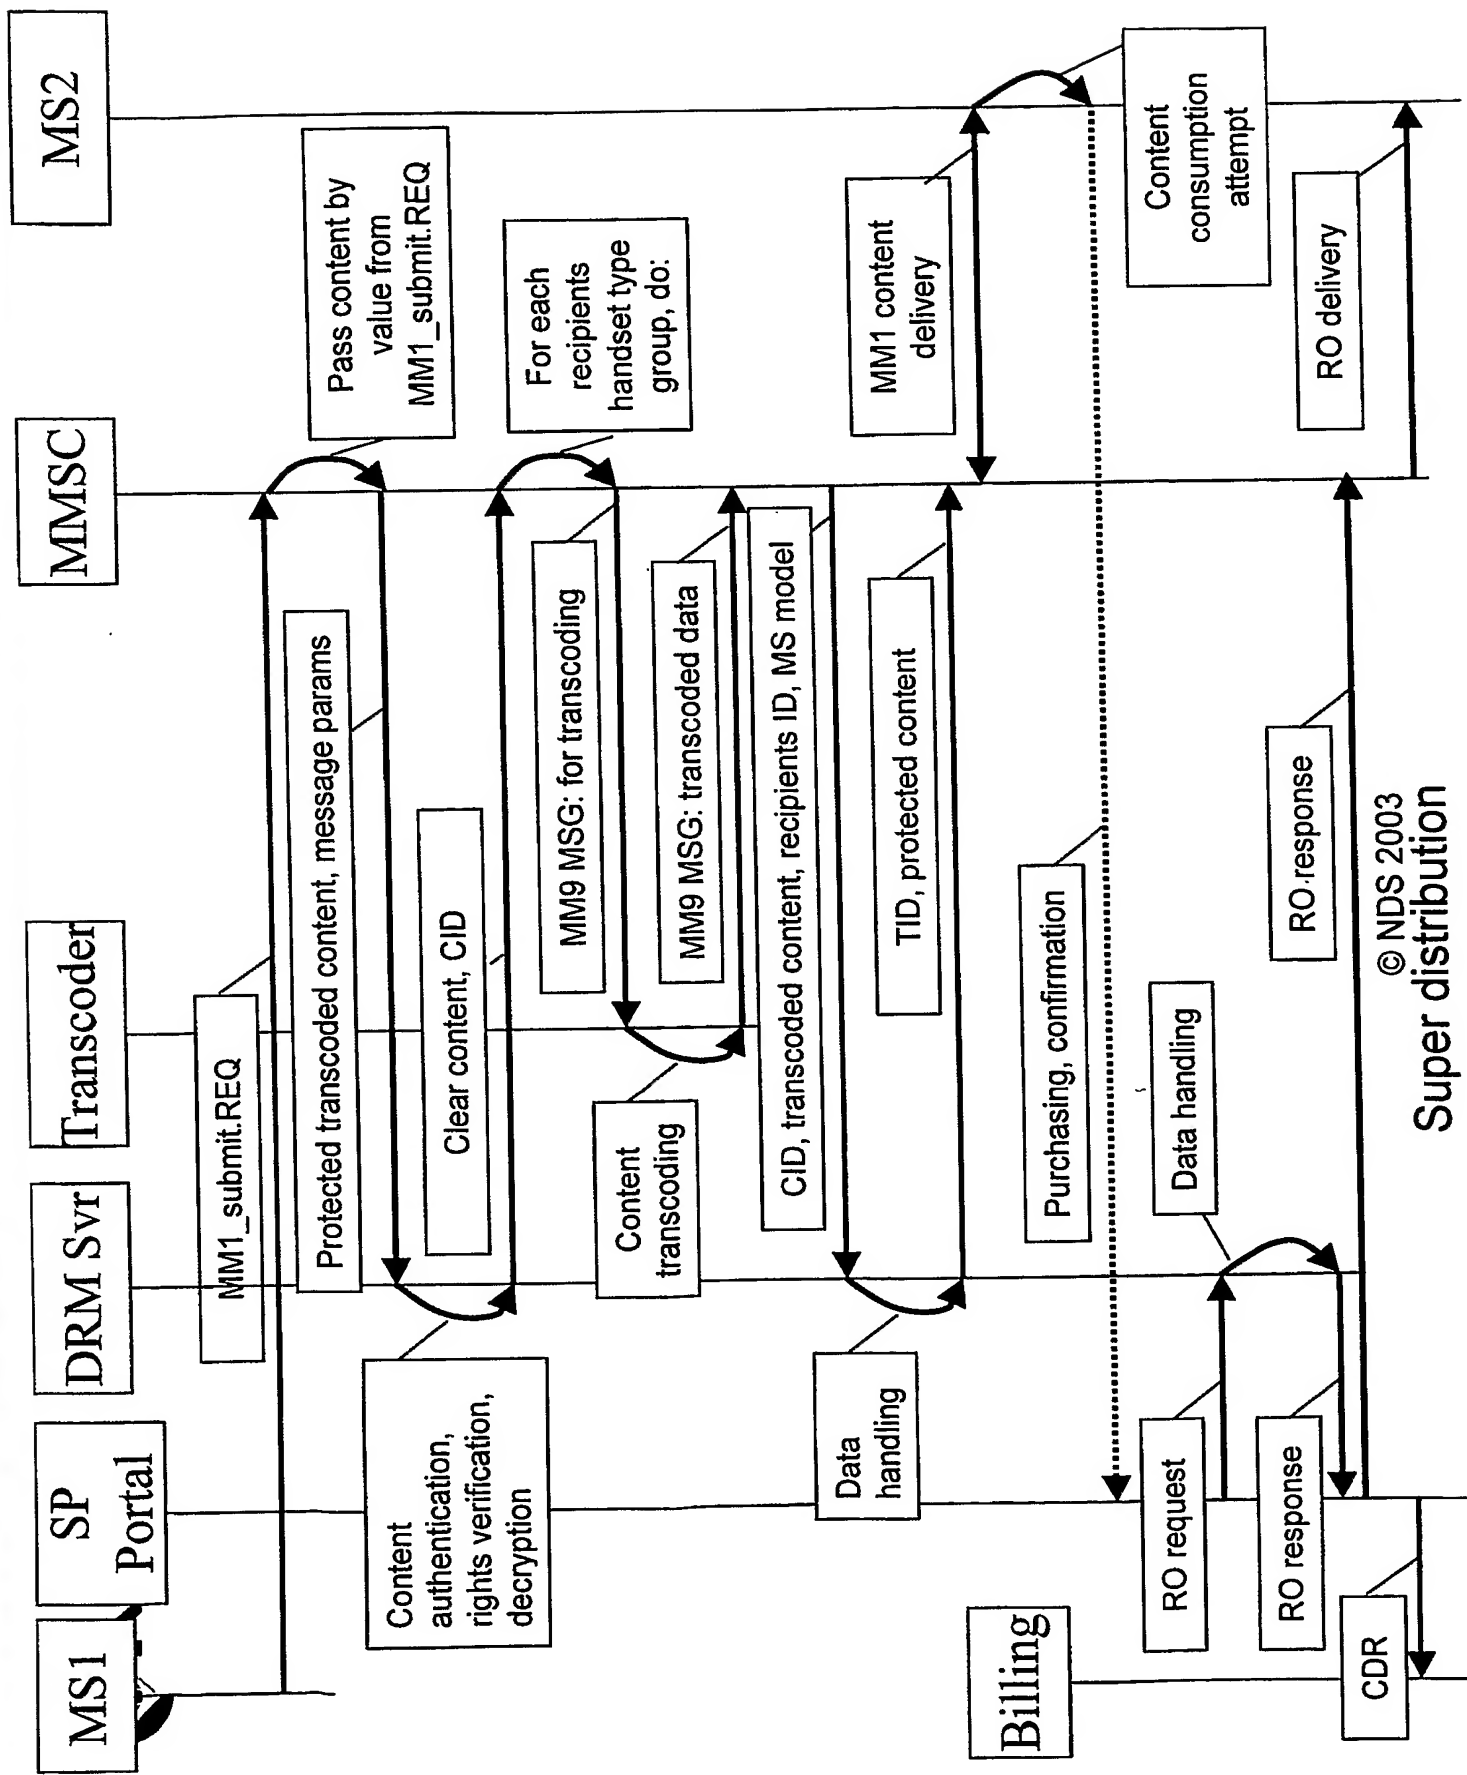 MS1
SP
Portal
DRM Svr
Transcoder
MMSC
MS2
MM1_submit.REQ
Pass content by
value from
MM1_submit.REQ
Protected transcoded content, message params
Content
authentication,
rights verification,
decryption
Clear content, CID
For each
recipients
handset type
group, do:
MM9 MSG: for transcoding
Content
transcoding
MM9 MSG: transcoded data
CID, transcoded content, recipients ID, MS model
Data
handling
TID, protected content
MM1 content
delivery
Content
consumption
attempt
Purchasing, confirmation
Billing
RO request
Data handling
RO response
RO response
RO delivery
CDR
© NDS 2003
Super distribution